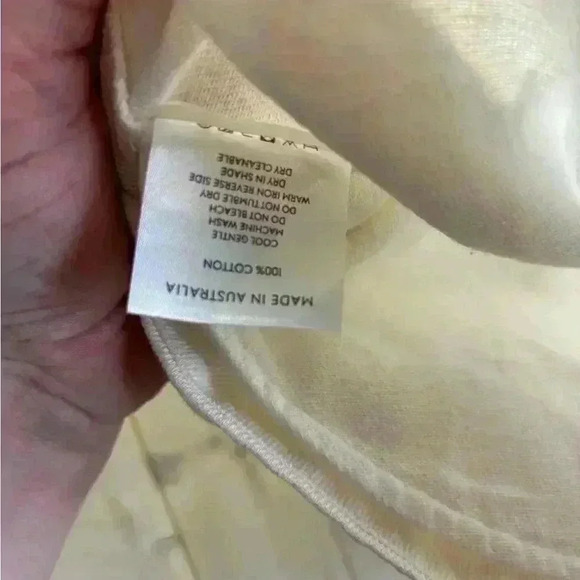 MADE IN AUSTRALIA
100% COTTON
COOL GENTLE
MACHINE WASH
DO NOT BLEACH
DO NOT TUMBLE DRY
WARM IRON REVERSE SIDE
DRY IN SHADE
DRY CLEANABLE